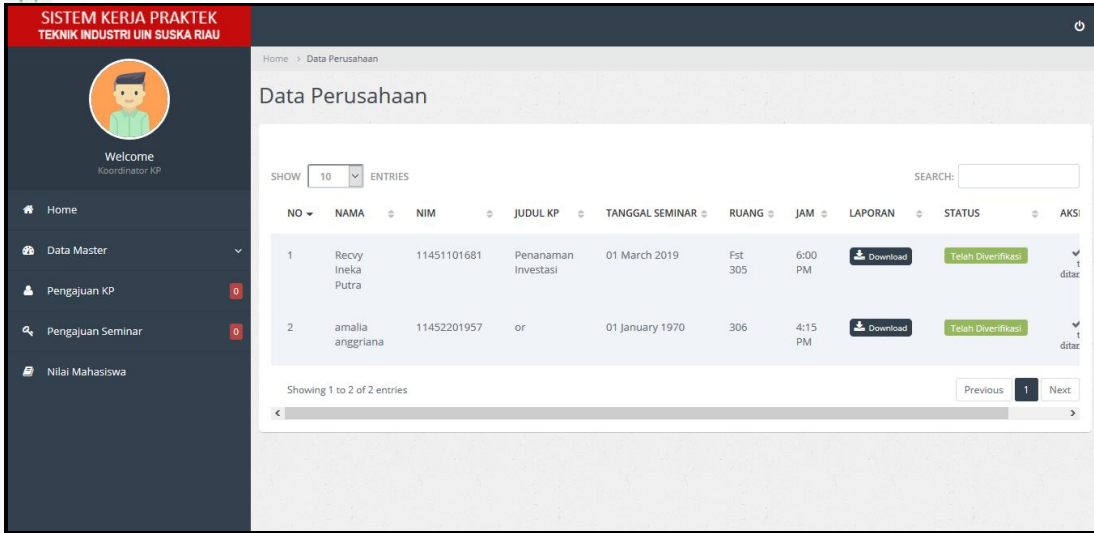 SISTEM KERJA PRAKTEK
TEKNIK INDUSTRI UIN SUSKA RIAU
Welcome
Koordinator KP
Home
Data Master
Pengajuan KP 0
Pengajuan Seminar 0
Nilai Mahasiswa
Home > Data Perusahaan
Data Perusahaan
SHOW 10 ENTRIES SEARCH:
NO NAMA NIM JUDUL KP TANGGAL SEMINAR RUANG JAM LAPORAN STATUS AKSI
1 Recvy 11451101681 Penanaman 01 March 2019 Fst 6:00 Download Telah Diverifikasi
Ineka Investasi 305 PM t
Putra ditar
2 amalia 11452201957 or 01 January 1970 306 4:15 Download Telah Diverifikasi
anggriana PM t
ditar
Showing 1 to 2 of 2 entries Previous 1 Next